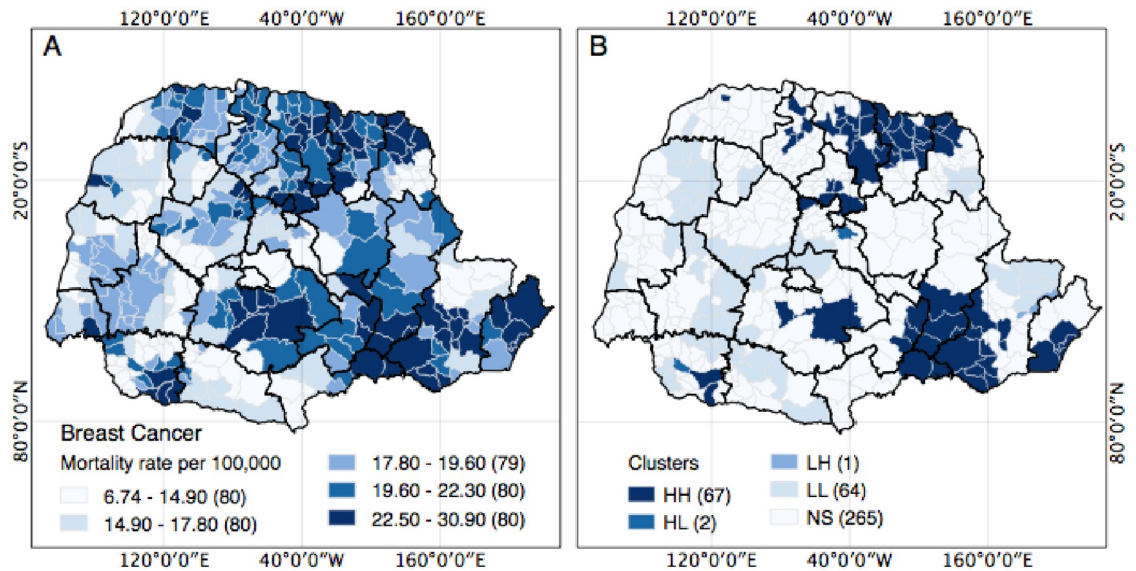 120°0'0"E 40°0'0"W 160°0'0"E 120°0'0"E 40°0'0"W 160°0'0"E
A
B
20°0'0"S
20°0'0"S
80°0'0"N
80°0'0"N
Breast Cancer
Mortality rate per 100,000
6.74 - 14.90 (80)
14.90 - 17.80 (80)
17.80 - 19.60 (79)
19.60 - 22.30 (80)
22.50 - 30.90 (80)
Clusters
HH (67)
HL (2)
LH (1)
LL (64)
NS (265)
120°0'0"E 40°0'0"W 160°0'0"E 120°0'0"E 40°0'0"W 160°0'0"E